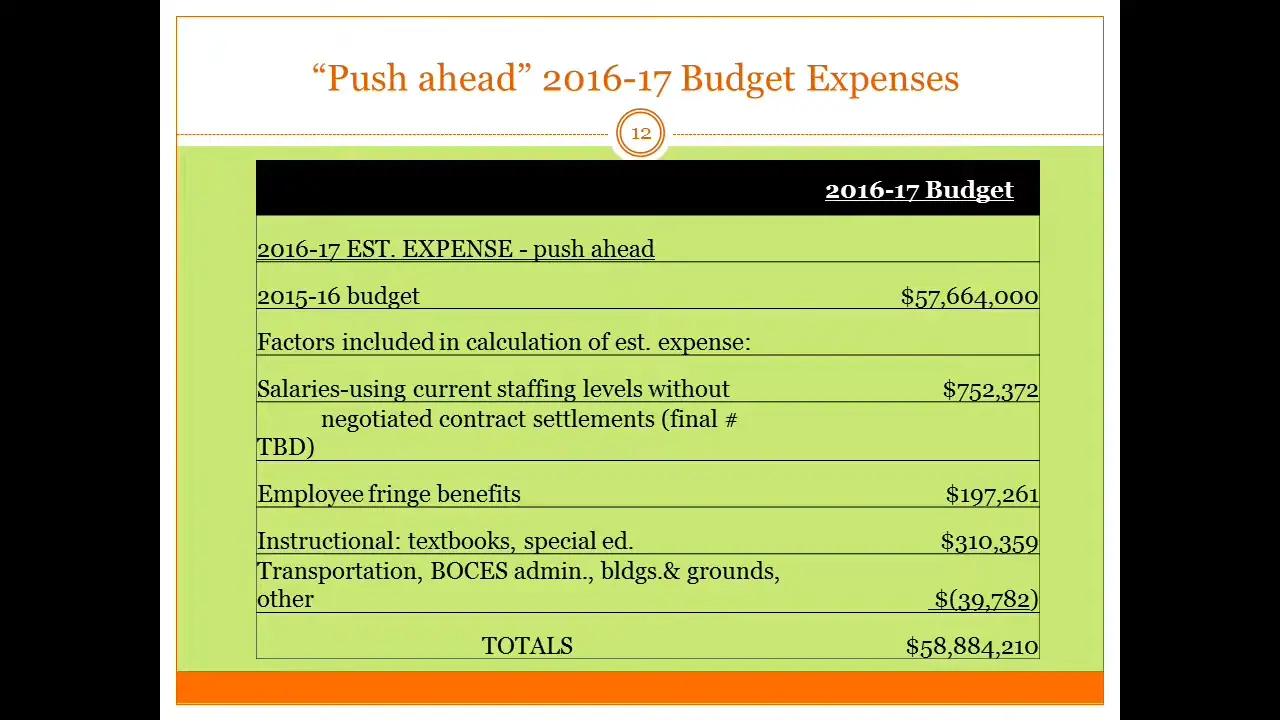 “Push ahead” 2016-17 Budget Expenses
12
2016-17 Budget
2016-17 EST. EXPENSE - push ahead
2015-16 budget $57,664,000
Factors included in calculation of est. expense:
Salaries-using current staffing levels without $752,372
negotiated contract settlements (final #
TBD)
Employee fringe benefits $197,261
Instructional: textbooks, special ed. $310,359
Transportation, BOCES admin., bldgs.& grounds,
other $(39,782)
TOTALS $58,884,210